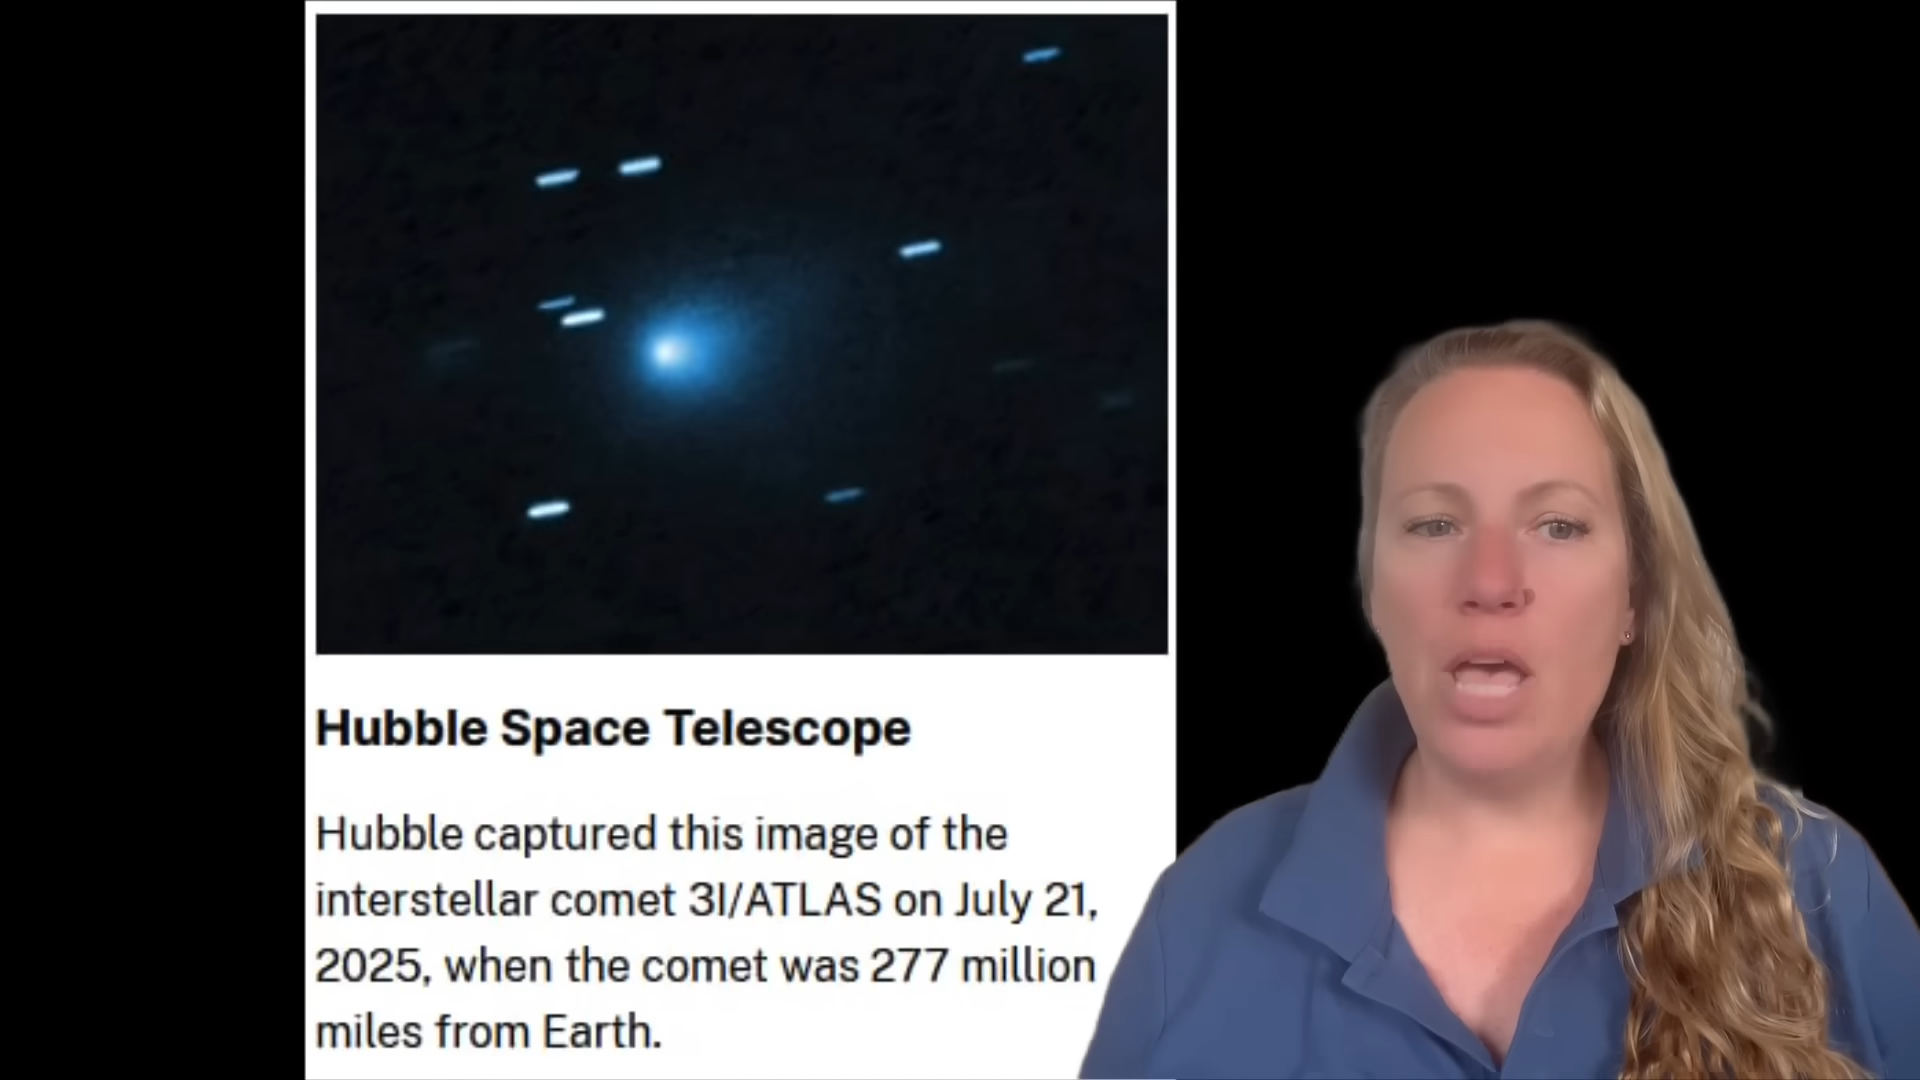 Hubble Space Telescope
Hubble captured this image of the
interstellar comet 3I/ATLAS on July 21,
2025, when the comet was 277 million
miles from Earth.